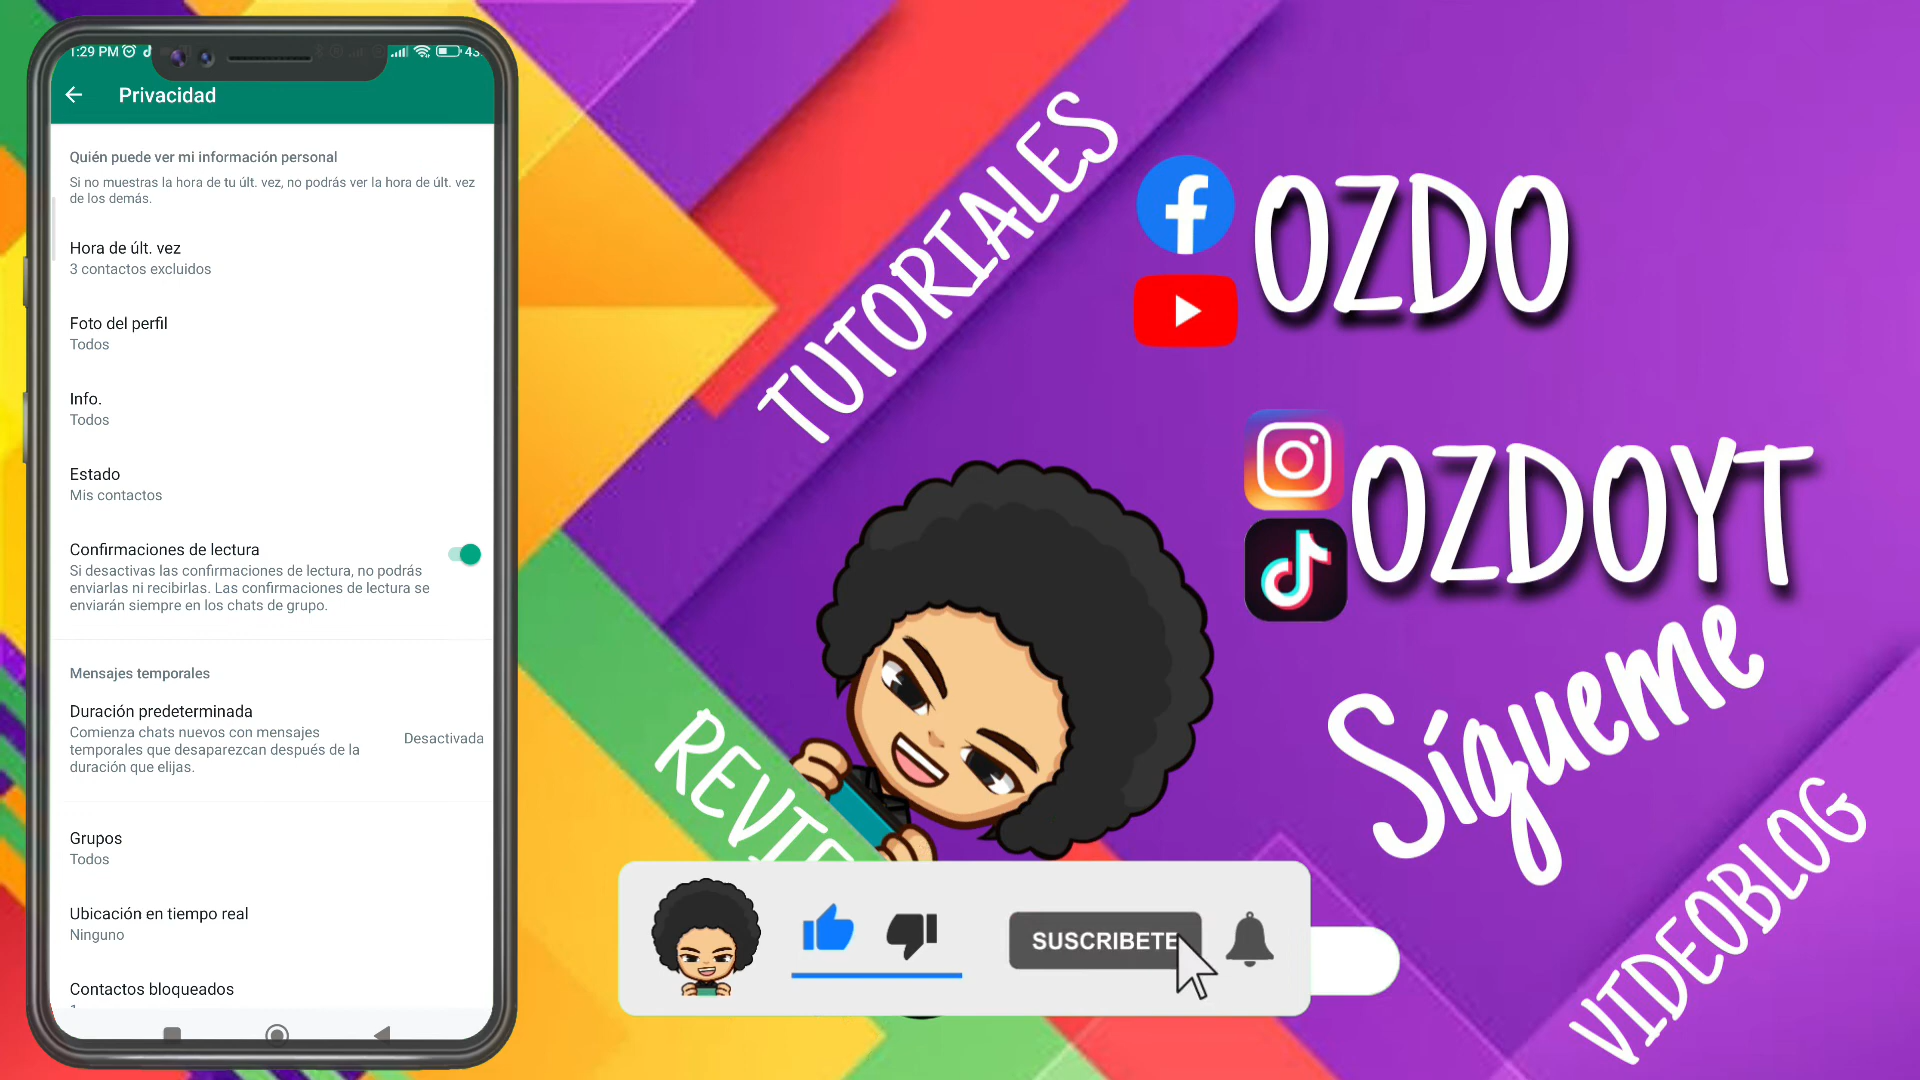 1:29 PM
43
Privacidad
Quién puede ver mi información personal
Si no muestras la hora de tu últ. vez, no podrás ver la hora de últ. vez
de los demás.
Hora de últ. vez
3 contactos excluidos
Foto del perfil
Todos
Info.
Todos
Estado
Mis contactos
Confirmaciones de lectura
Si desactivas las confirmaciones de lectura, no podrás
enviarlas ni recibirlas. Las confirmaciones de lectura se
enviarán siempre en los chats de grupo.
Mensajes temporales
Duración predeterminada
Comienza chats nuevos con mensajes
temporales que desaparezcan después de la
duración que elijas.
Desactivada
Grupos
Todos
Ubicación en tiempo real
Ninguno
Contactos bloqueados
TUTORIALES
OZDO
OZDOYT
Sígueme
VIDEOBLOG
SUSCRIBETE